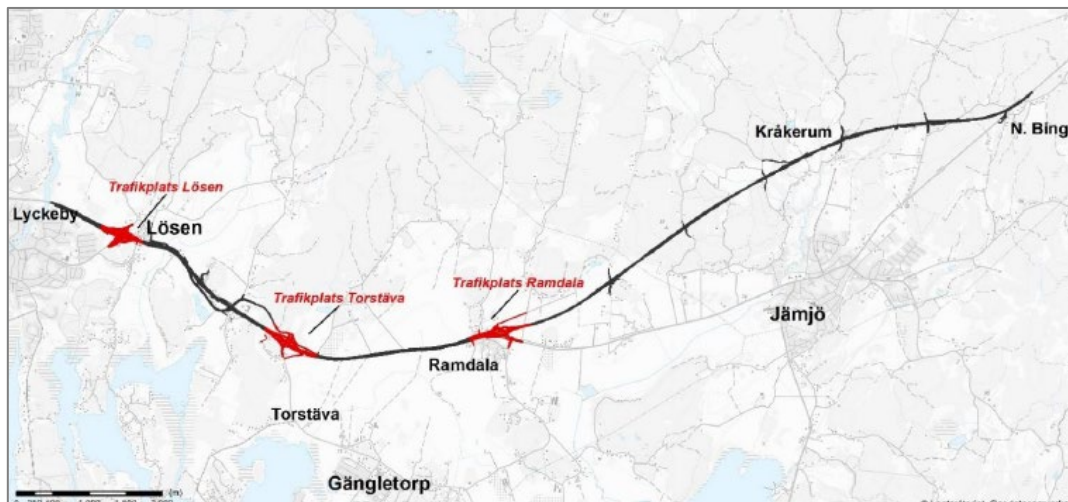 Kråkerum
N. Bing
Trafikplats Lösen
Lyckeby
Lösen
Trafikplats Torstäva
Trafikplats Ramdala
Jämjö
Ramdala
Torstäva
Gängletorp
(m)